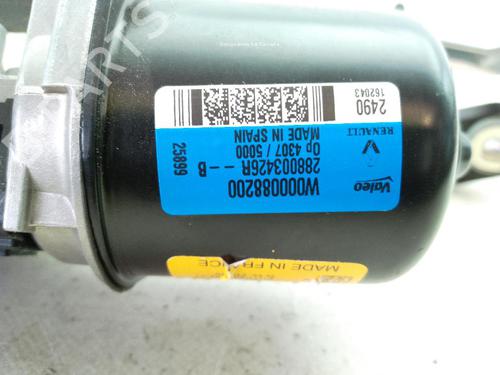 2490
162043
RENAULT
MADE IN SPAIN
Op 4307 / 5000
288003426R -- B
25899
W000088200
Valeo
MADE IN FRANCE